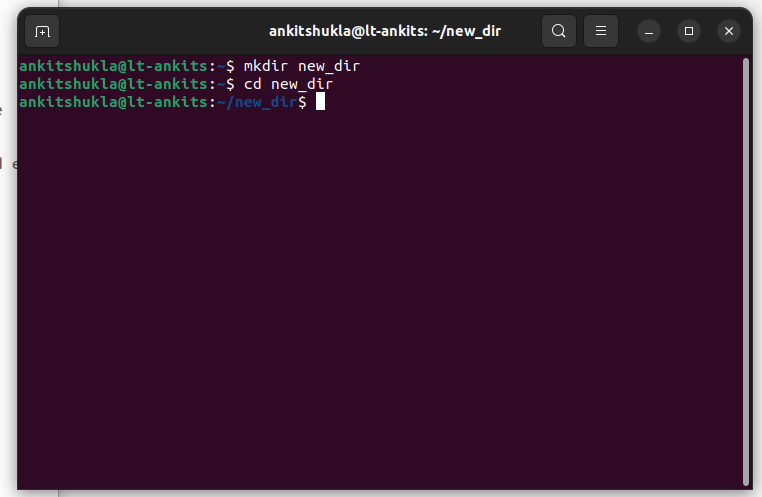 ankitshukla@lt-ankits: ~/new_dir
ankitshukla@lt-ankits:~$ mkdir new_dir
ankitshukla@lt-ankits:~$ cd new_dir
ankitshukla@lt-ankits:~/new_dir$